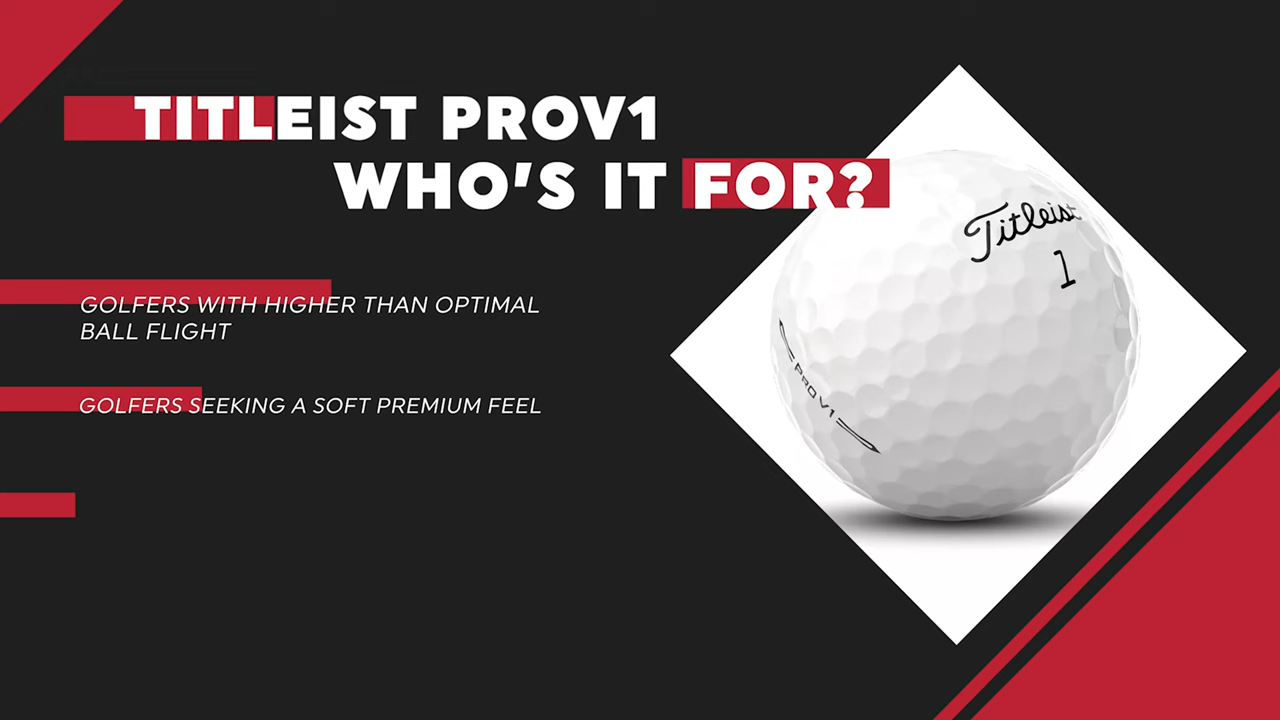 TITLEIST PROV1
WHO'S IT FOR?
GOLFERS WITH HIGHER THAN OPTIMAL
BALL FLIGHT
GOLFERS SEEKING A SOFT PREMIUM FEEL
Titleist
1
PRO V1